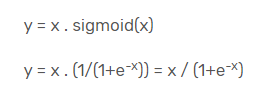 y = x . sigmoid(x)
y = x . (1/(1+e⁻ˣ)) = x / (1+e⁻ˣ)